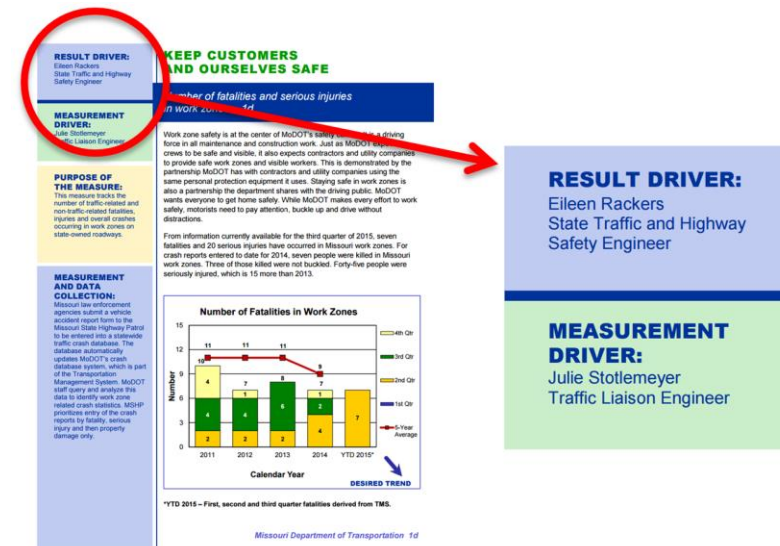 RESULT DRIVER:
Eileen Rackers
State Traffic and Highway
Safety Engineer
MEASUREMENT
DRIVER:
Julie Stotlemeyer
Traffic Liaison Engineer
PURPOSE OF
THE MEASURE:
This measure tracks the
number of traffic-related and
non-traffic-related fatalities,
injuries and overall crashes
occurring in work zones on
state-owned roadways.
MEASUREMENT
AND DATA
COLLECTION:
Missouri law enforcement
agencies submit a vehicle
accident report form to the
Missouri State Highway Patrol
to be entered into a statewide
traffic crash database. The
database automatically
updates MoDOT's crash
database system, which is part
of the Transportation
Management System. MoDOT
staff query and analyze this
data to identify work zone
related crash statistics. MSHP
prioritizes entry of the crash
reports by fatality, serious
injury and then property
damage only.
KEEP CUSTOMERS
AND OURSELVES SAFE
Number of fatalities and serious injuries
in work 1d
Work zone safety is at the center of MoDOT's safety is a driving
force in all maintenance and construction work. Just as MoDOT
crews to be safe and visible, it also expects contractors and utility companies
to provide safe work zones and visible workers. This is demonstrated by the
partnership MoDOT has with contractors and utility companies using the
same personal protection equipment it uses. Staying safe in work zones is
also a partnership the department shares with the driving public. MoDOT
wants everyone to get home safely. While MoDOT makes every effort to work
safely, motorists need to pay attention, buckle up and drive without
distractions.
From information currently available for the third quarter of 2015, seven
fatalities and 20 serious injuries have occurred in Missouri work zones. For
crash reports entered to date for 2014, seven people were killed in Missouri
work zones. Three of those killed were not buckled. Forty-five people were
seriously injured, which is 15 more than 2013.
Number of Fatalities in Work Zones
Number
15
12
9
6
3
0
11 11 11 9
10 7 8 7
4 1 1
4 4 6 2
2 2 2 4 7
2011 2012 2013 2014 YTD 2015*
Calendar Year
4th Qtr
3rd Qtr
2nd Qtr
1st Qtr
5-Year
Average
DESIRED TREND
*YTD 2015 – First, second and third quarter fatalities derived from TMS.
Missouri Department of Transportation 1d
RESULT DRIVER:
Eileen Rackers
State Traffic and Highway
Safety Engineer
MEASUREMENT
DRIVER:
Julie Stotlemeyer
Traffic Liaison Engineer